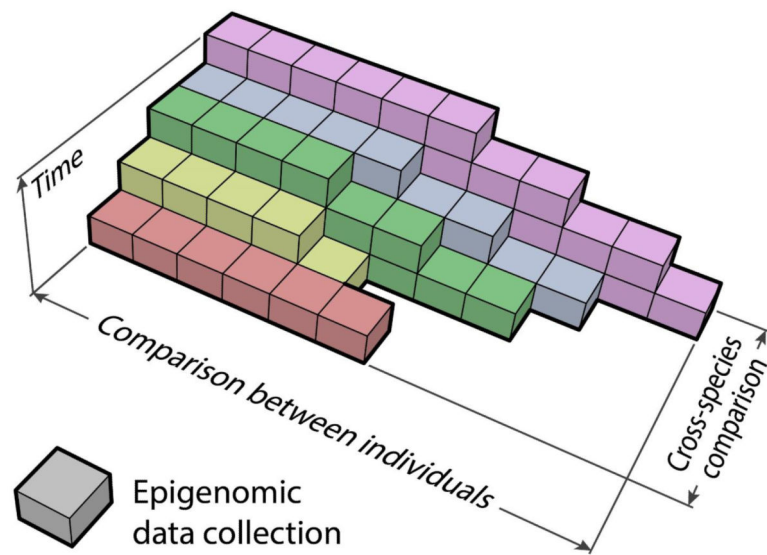 Time
Comparison between individuals
Cross-species
comparison
Epigenomic
data collection